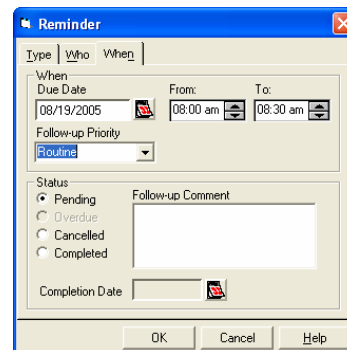 Reminder
Type Who When
When
Due Date From: To:
08/19/2005 08:00 am 08:30 am
Follow-up Priority
Routine
Status
Pending Follow-up Comment
Overdue
Cancelled
Completed
Completion Date
OK Cancel Help